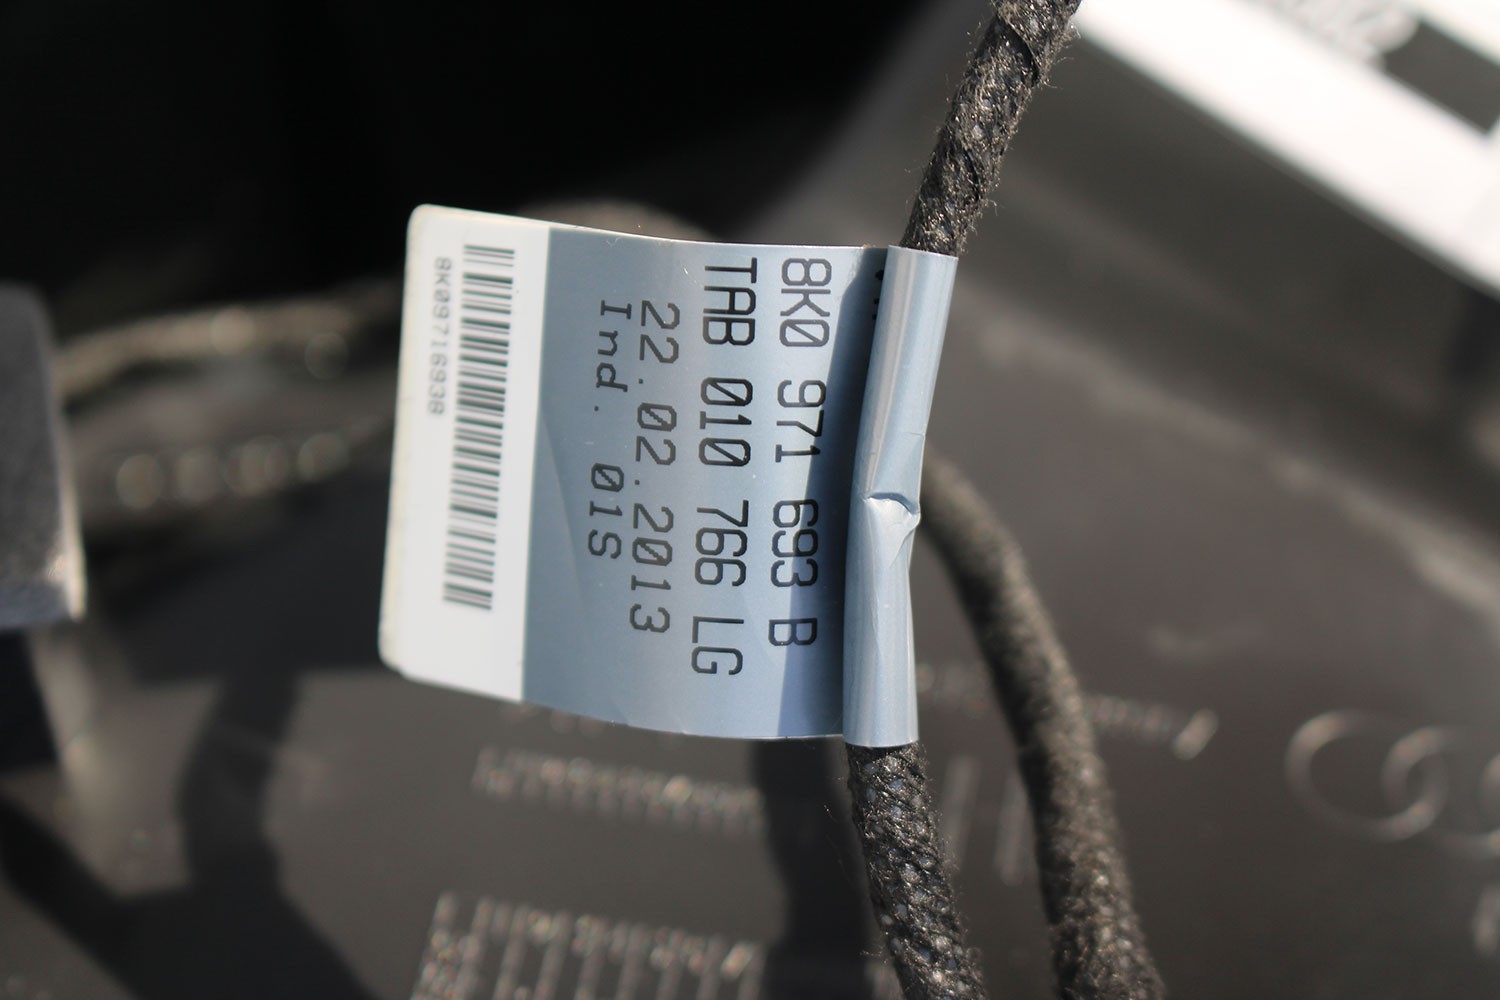 8K0 971 693 B
TAB 010 766 LG
22.02.2013
Ind. 01S
8K0971693B